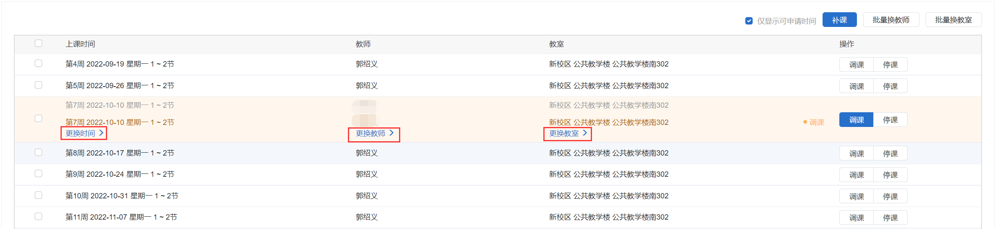 仅显示可申请时间 补课 批量换教师 批量换教室
上课时间 教师 教室 操作
第4周 2022-09-19 星期一 1 ~ 2节 郭绍义 新校区 公共教学楼 公共教学楼南302 调课 停课
第5周 2022-09-26 星期一 1 ~ 2节 郭绍义 新校区 公共教学楼 公共教学楼南302 调课 停课
第7周 2022-10-10 星期一 1 ~ 2节 新校区 公共教学楼 公共教学楼南302
第7周 2022-10-10 星期一 1 ~ 2节 新校区 公共教学楼 公共教学楼南302 调课 调课 停课
更换时间 更换教师 更换教室
第8周 2022-10-17 星期一 1 ~ 2节 郭绍义 新校区 公共教学楼 公共教学楼南302 调课 停课
第9周 2022-10-24 星期一 1 ~ 2节 郭绍义 新校区 公共教学楼 公共教学楼南302 调课 停课
第10周 2022-10-31 星期一 1 ~ 2节 郭绍义 新校区 公共教学楼 公共教学楼南302 调课 停课
第11周 2022-11-07 星期一 1 ~ 2节 郭绍义 新校区 公共教学楼 公共教学楼南302 调课 停课